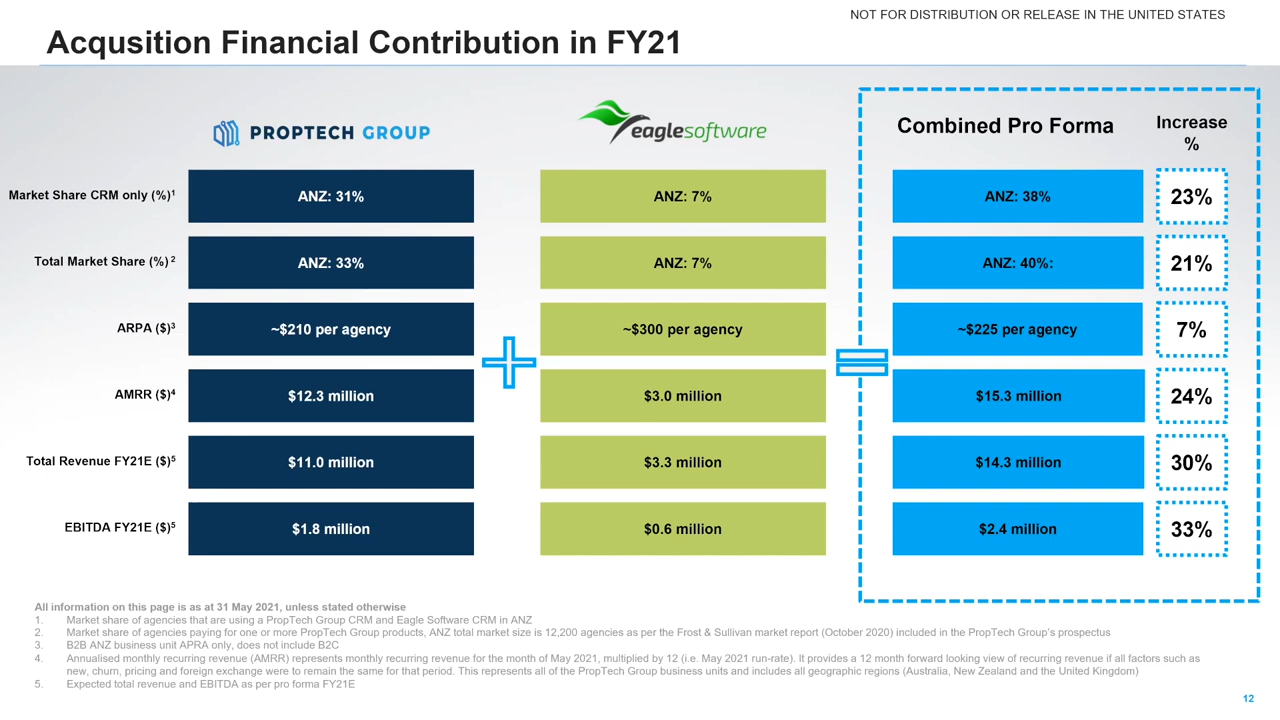 NOT FOR DISTRIBUTION OR RELEASE IN THE UNITED STATES
Acqusition Financial Contribution in FY21
PROPTECH GROUP
eaglesoftware
Combined Pro Forma
Increase
%
Market Share CRM only (%)1
ANZ: 31%
ANZ: 7%
ANZ: 38%
23%
Total Market Share (%) 2
ANZ: 33%
ANZ: 7%
ANZ: 40%:
21%
ARPA ($)3
~$210 per agency
~$300 per agency
~$225 per agency
7%
AMRR ($)4
$12.3 million
$3.0 million
$15.3 million
24%
Total Revenue FY21E ($)5
$11.0 million
$3.3 million
$14.3 million
30%
EBITDA FY21E ($)5
$1.8 million
$0.6 million
$2.4 million
33%
All information on this page is as at 31 May 2021, unless stated otherwise
1. Market share of agencies that are using a PropTech Group CRM and Eagle Software CRM in ANZ
2. Market share of agencies paying for one or more PropTech Group products, ANZ total market size is 12,200 agencies as per the Frost & Sullivan market report (October 2020) included in the PropTech Group's prospectus
3. B2B ANZ business unit APRA only, does not include B2C
4. Annualised monthly recurring revenue (AMRR) represents monthly recurring revenue for the month of May 2021, multiplied by 12 (i.e. May 2021 run-rate). It provides a 12 month forward looking view of recurring revenue if all factors such as
new, churn, pricing and foreign exchange were to remain the same for that period. This represents all of the PropTech Group business units and includes all geographic regions (Australia, New Zealand and the United Kingdom)
5. Expected total revenue and EBITDA as per pro forma FY21E
12